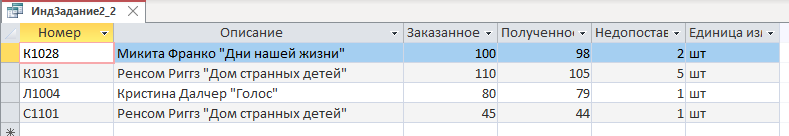 ИндЗадание2_2
Номер Описание Заказанное Полученное Недопостав Единица изм
К1028 Микита Франко "Дни нашей жизни" 100 98 2 шт
К1031 Ренсом Риггз "Дом странных детей" 110 105 5 шт
Л1004 Кристина Далчер "Голос" 80 79 1 шт
С1101 Ренсом Риггз "Дом странных детей" 45 44 1 шт